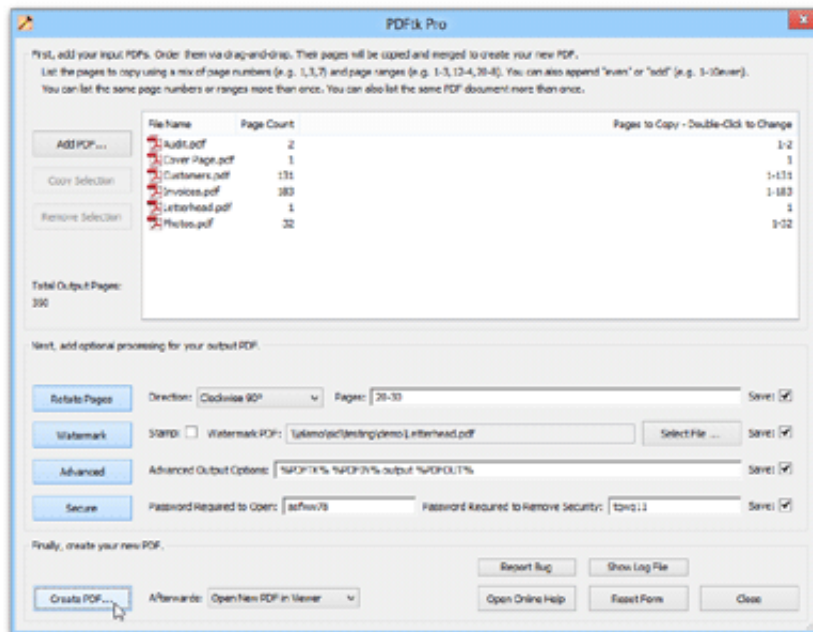 PDFtk Pro
First, add your input PDFs. Order them via drag-and-drop. Their pages will be copied and merged to create your new PDF.
List the pages to copy using a mix of page numbers (e.g. 1,3,7) and page ranges (e.g. 1-3,12-4,20-8). You can also append "even" or "odd" (e.g. 1-10even).
You can list the same page numbers or ranges more than once. You can also list the same PDF document more than once.
File Name Page Count Pages to Copy - Double-Click to Change
Add PDF...
Audit.pdf 2 1-2
Cover Page.pdf 1 1
Copy Selection
Customers.pdf 131 1-131
Invoices.pdf 183 1-183
Remove Selection
Letterhead.pdf 1 1
Photos.pdf 32 1-32
Total Output Pages:
350
Next, add optional processing for your output PDF.
Rotate Pages Direction: Clockwise 90° Pages: 20-30 Save:
Watermark Stamp: Watermark PDF: Select File ... Save:
Advanced Advanced Output Options: %PDFTK% %PDFIN% output %PDFOUT% Save:
Secure Password Required to Open: Password Required to Remove Security: Save:
Finally, create your new PDF.
Report Bug Show Log File
Create PDF... Afterwards: Open New PDF in Viewer Open Online Help Reset Form Close